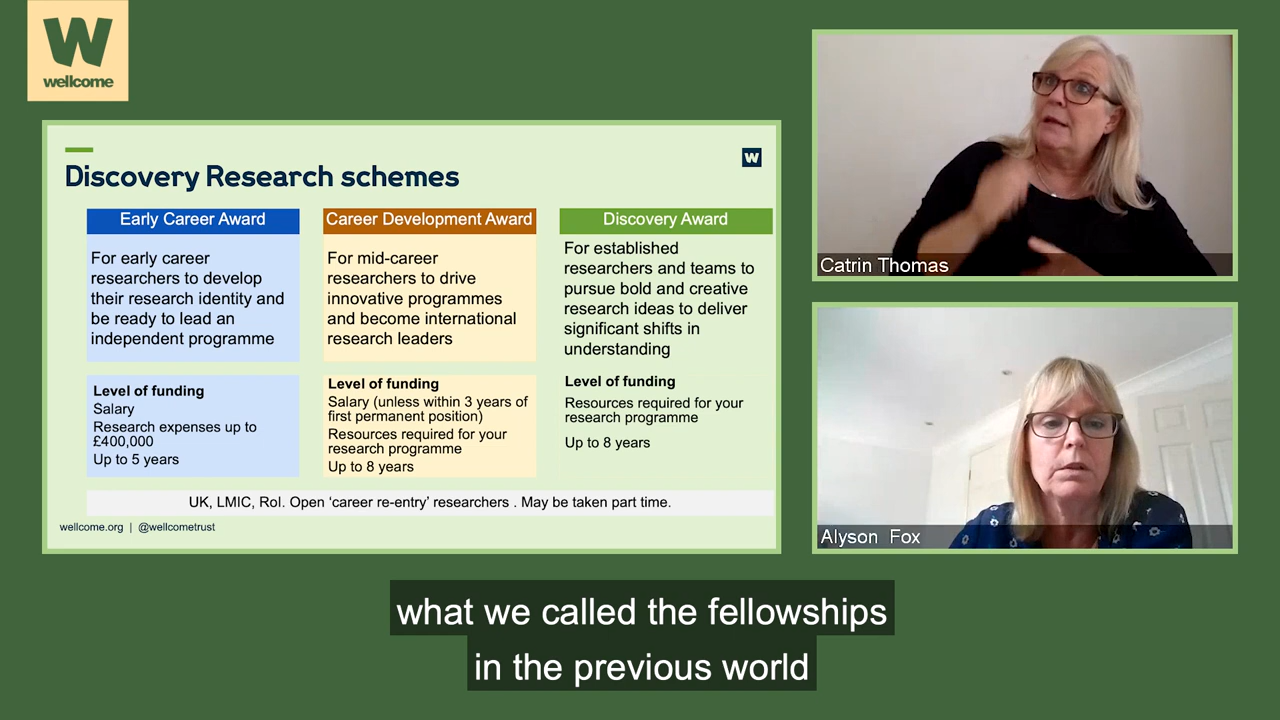 W
wellcome
W
Discovery Research schemes
Early Career Award
For early career
researchers to develop
their research identity and
be ready to lead an
independent programme
Level of funding
Salary
Research expenses up to
£400,000
Up to 5 years
Career Development Award
For mid-career
researchers to drive
innovative programmes
and become international
research leaders
Level of funding
Salary (unless within 3 years of
first permanent position)
Resources required for your
research programme
Up to 8 years
Discovery Award
For established
researchers and teams to
pursue bold and creative
research ideas to deliver
significant shifts in
understanding
Level of funding
Resources required for your
research programme
Up to 8 years
UK, LMIC, RoI. Open ‘career re-entry’ researchers . May be taken part time.
wellcome.org | @wellcometrust
Catrin Thomas
Alyson Fox
what we called the fellowships
in the previous world